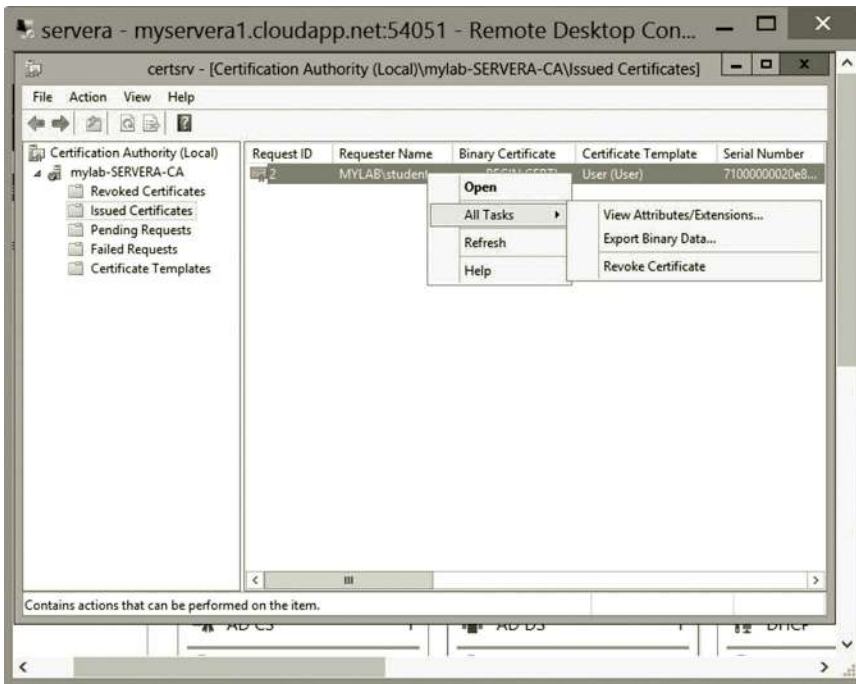 servera - myservera1.cloudapp.net:54051 - Remote Desktop Con...
certsrv - [Certification Authority (Local)\mylab-SERVERA-CA\Issued Certificates]
File Action View Help
Certification Authority (Local)
mylab-SERVERA-CA
Revoked Certificates
Issued Certificates
Pending Requests
Failed Requests
Certificate Templates
Request ID Requester Name Binary Certificate Certificate Template Serial Number
2 MYLAB\student User (User) 71000000020e8...
Open
All Tasks
Refresh
Help
View Attributes/Extensions...
Export Binary Data...
Revoke Certificate
Contains actions that can be performed on the item.
AD CS AD DS DHCP